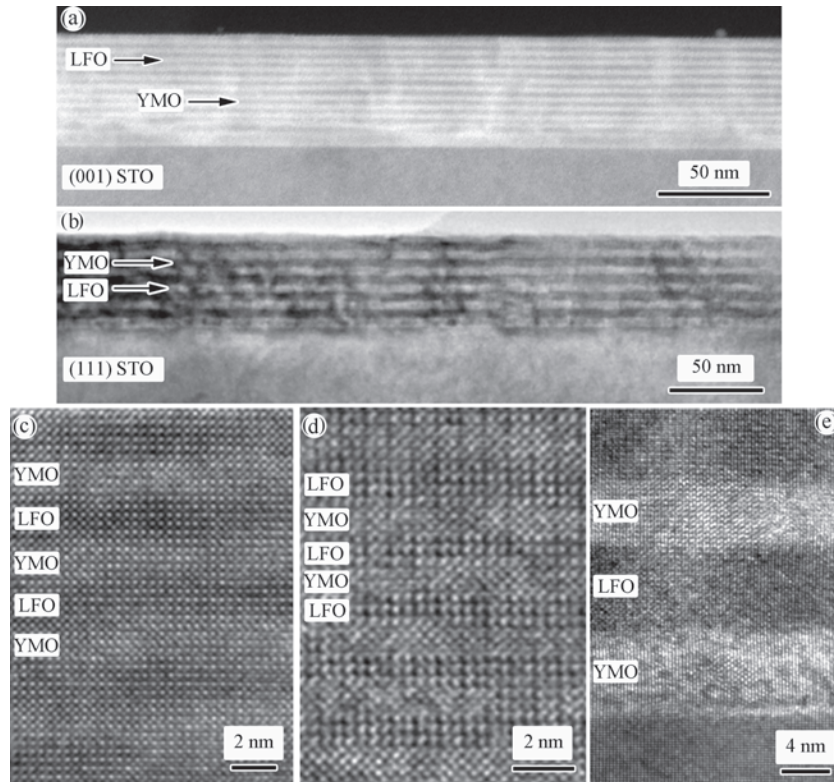 (a)
LFO
YMO
(001) STO
50 nm
(b)
YMO
LFO
(111) STO
50 nm
(c)
YMO
LFO
YMO
LFO
YMO
2 nm
(d)
LFO
YMO
LFO
YMO
LFO
2 nm
(e)
YMO
LFO
YMO
4 nm